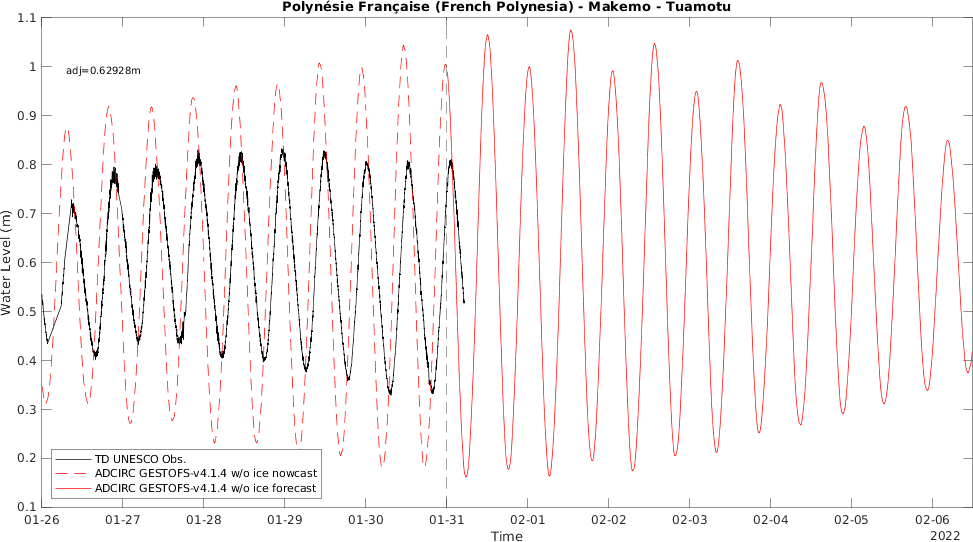 Polynésie Française (French Polynesia) - Makemo - Tuamotu
1.1
1
0.9
0.8
0.7
0.6
0.5
0.4
0.3
0.2
0.1
Water Level (m)
adj=0.62928m
TD UNESCO Obs.
ADCIRC GESTOFS-v4.1.4 w/o ice nowcast
ADCIRC GESTOFS-v4.1.4 w/o ice forecast
01-26 01-27 01-28 01-29 01-30 01-31 02-01 02-02 02-03 02-04 02-05 02-06
Time
2022